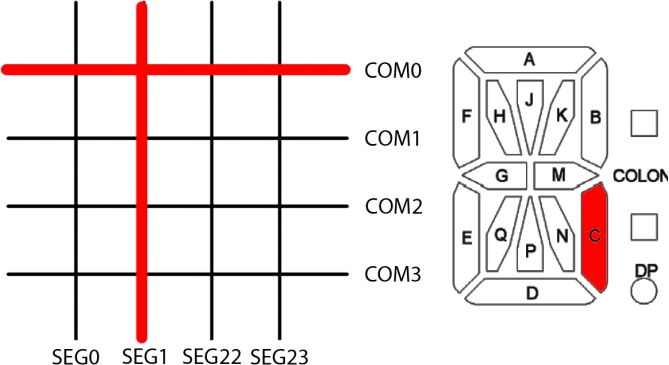 COM0
COM1
COM2
COM3
SEG0 SEG1 SEG22 SEG23
A
F H J K B
G M COLON
E Q P N C
D DP